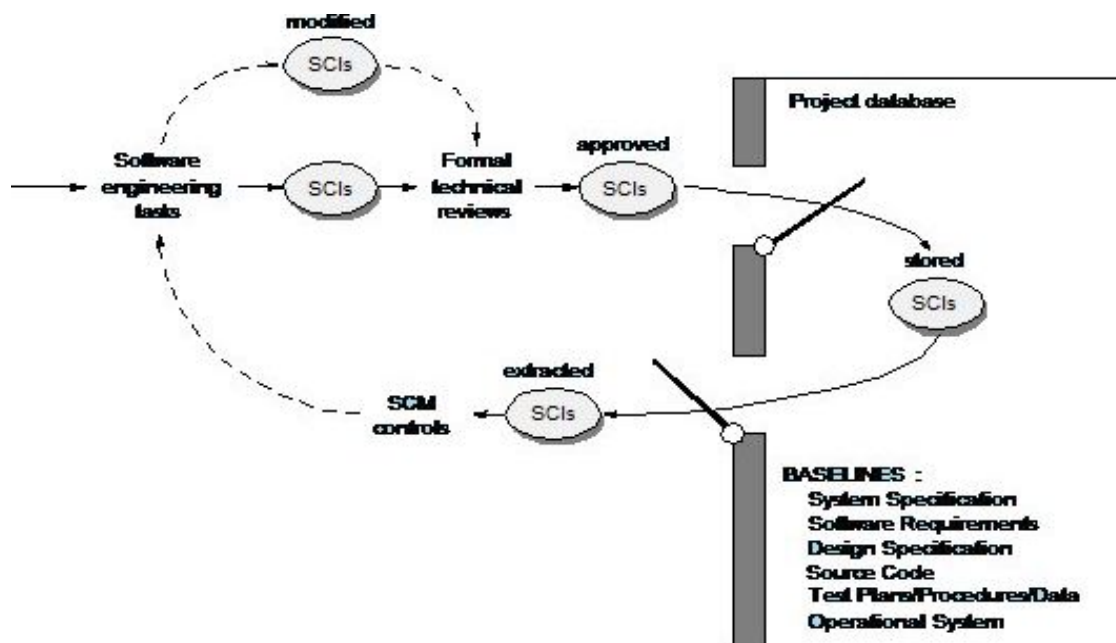 modified
SCIs
Project database
Software
engineering
tasts
SCIs
Formal
technical
reviews
approved
SCIs
stored
SCIs
extracted
SCIs
SCM
controls
BASELINES :
System Specification
Software Requirements
Design Specification
Source Code
Test Plans/Procedures/Data
Operational System